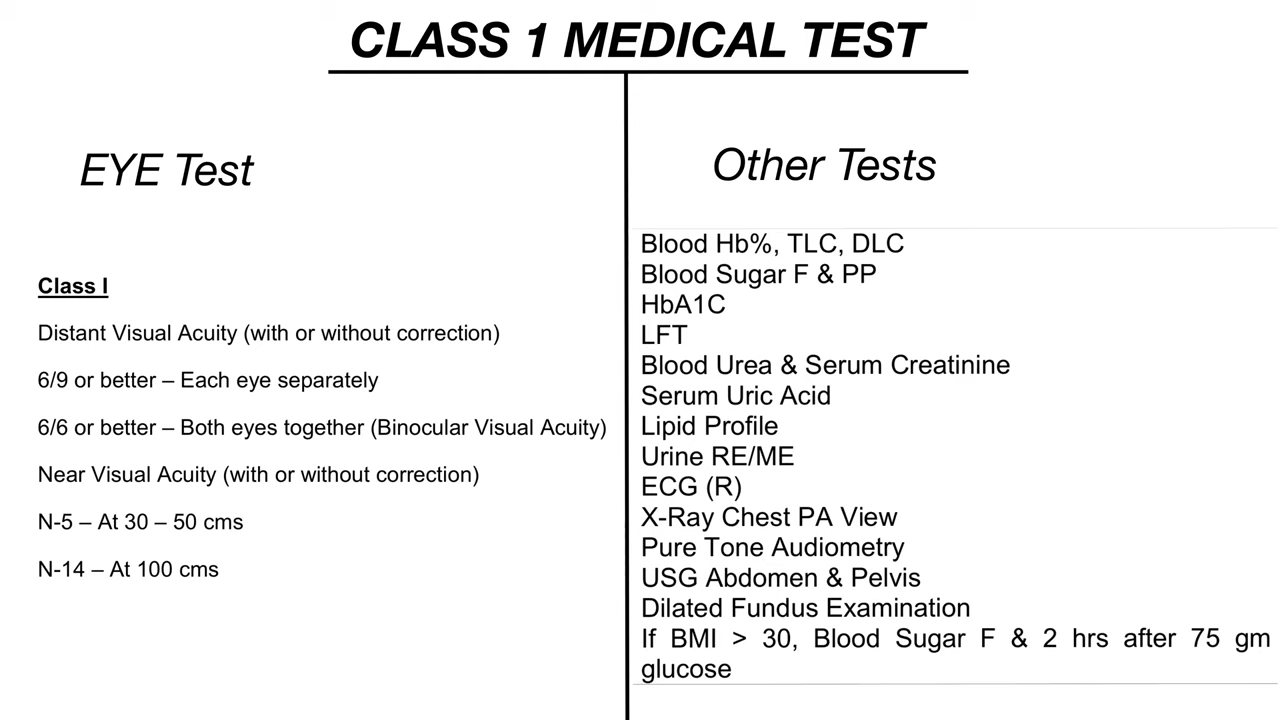 CLASS 1 MEDICAL TEST
EYE Test
Class I
Distant Visual Acuity (with or without correction)
6/9 or better – Each eye separately
6/6 or better – Both eyes together (Binocular Visual Acuity)
Near Visual Acuity (with or without correction)
N-5 – At 30 – 50 cms
N-14 – At 100 cms
Other Tests
Blood Hb%, TLC, DLC
Blood Sugar F & PP
HbA1C
LFT
Blood Urea & Serum Creatinine
Serum Uric Acid
Lipid Profile
Urine RE/ME
ECG (R)
X-Ray Chest PA View
Pure Tone Audiometry
USG Abdomen & Pelvis
Dilated Fundus Examination
If BMI > 30, Blood Sugar F & 2 hrs after 75 gm
glucose